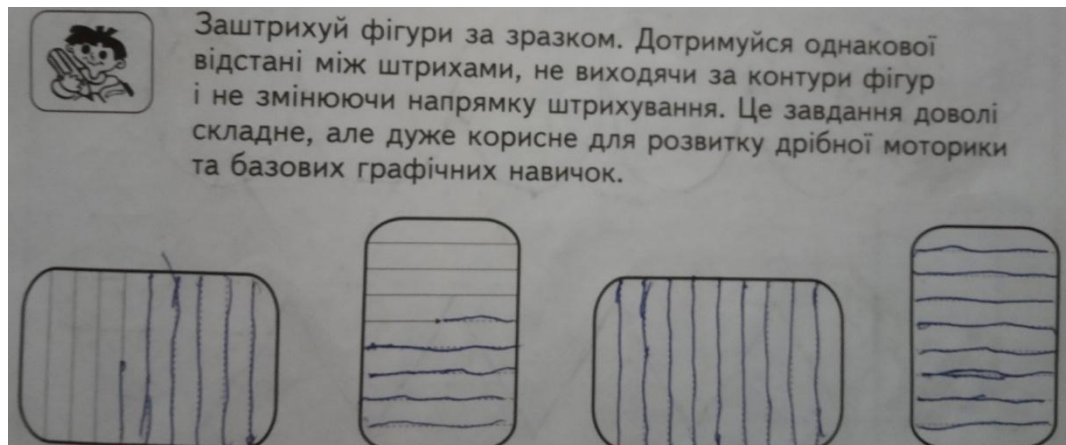 Заштрихуй фігури за зразком. Дотримуйся однакової
відстані між штрихами, не виходячи за контури фігур
і не змінюючи напрямку штрихування. Це завдання доволі
складне, але дуже корисне для розвитку дрібної моторики
та базових графічних навичок.